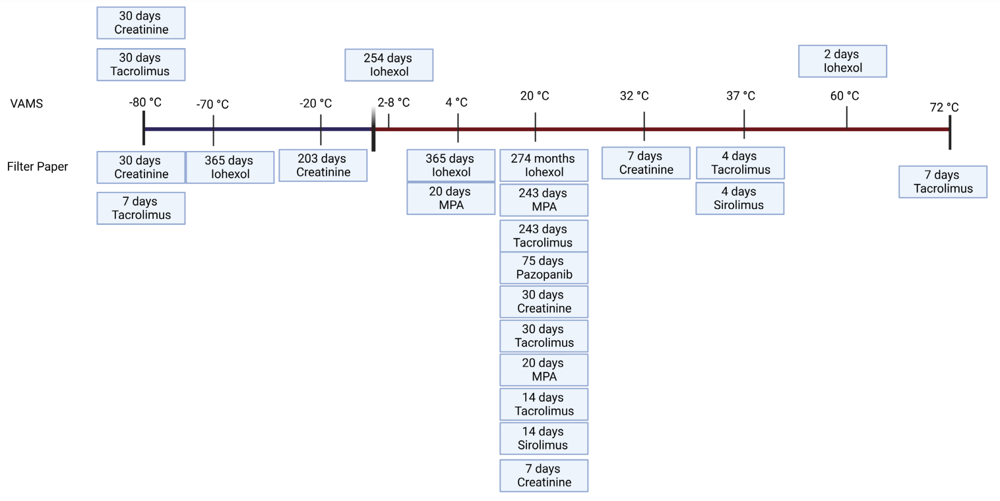 30 days
Creatinine
30 days
Tacrolimus
254 days
Iohexol
2 days
Iohexol
VAMS
-80 °C
-70 °C
-20 °C
2-8 °C
4 °C
20 °C
32 °C
37 °C
60 °C
72 °C
Filter Paper
30 days
Creatinine
7 days
Tacrolimus
365 days
Iohexol
203 days
Creatinine
365 days
Iohexol
20 days
MPA
274 months
Iohexol
243 days
MPA
243 days
Tacrolimus
75 days
Pazopanib
30 days
Creatinine
30 days
Tacrolimus
20 days
MPA
14 days
Tacrolimus
14 days
Sirolimus
7 days
Creatinine
7 days
Creatinine
4 days
Tacrolimus
4 days
Sirolimus
7 days
Tacrolimus